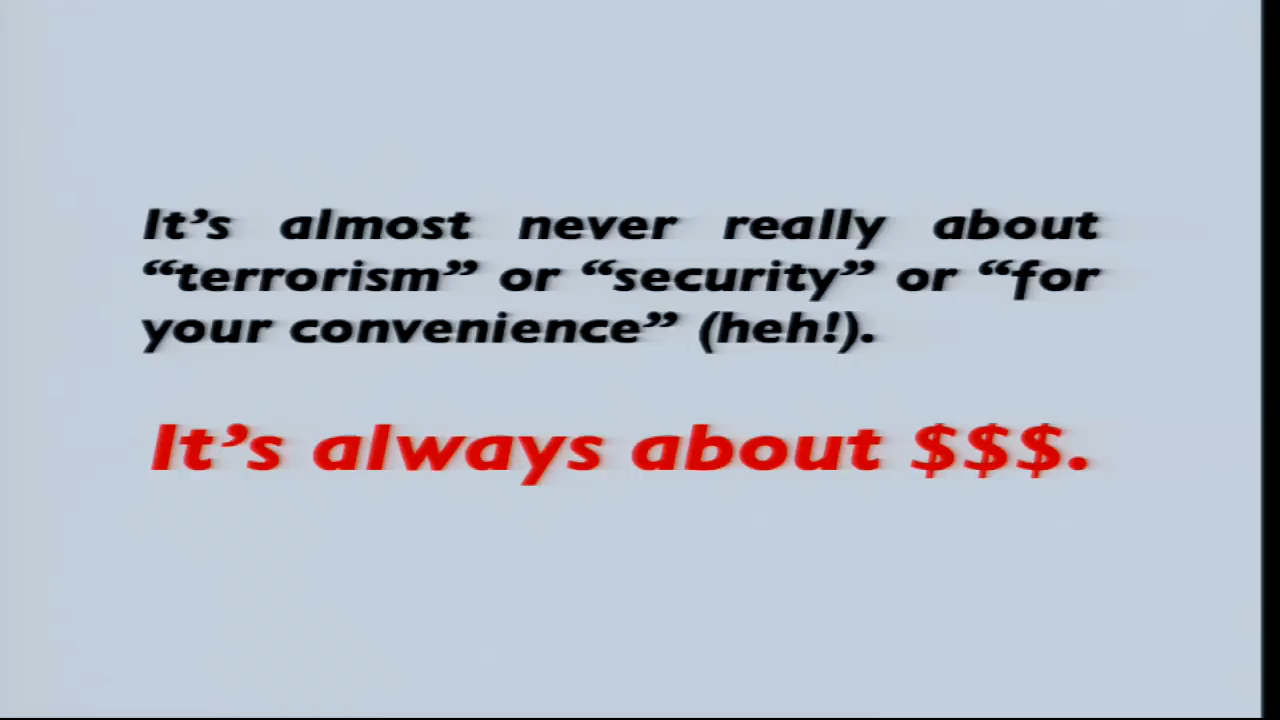 It’s almost never really about
“terrorism” or “security” or “for
your convenience” (heh!).
It’s always about $$$.